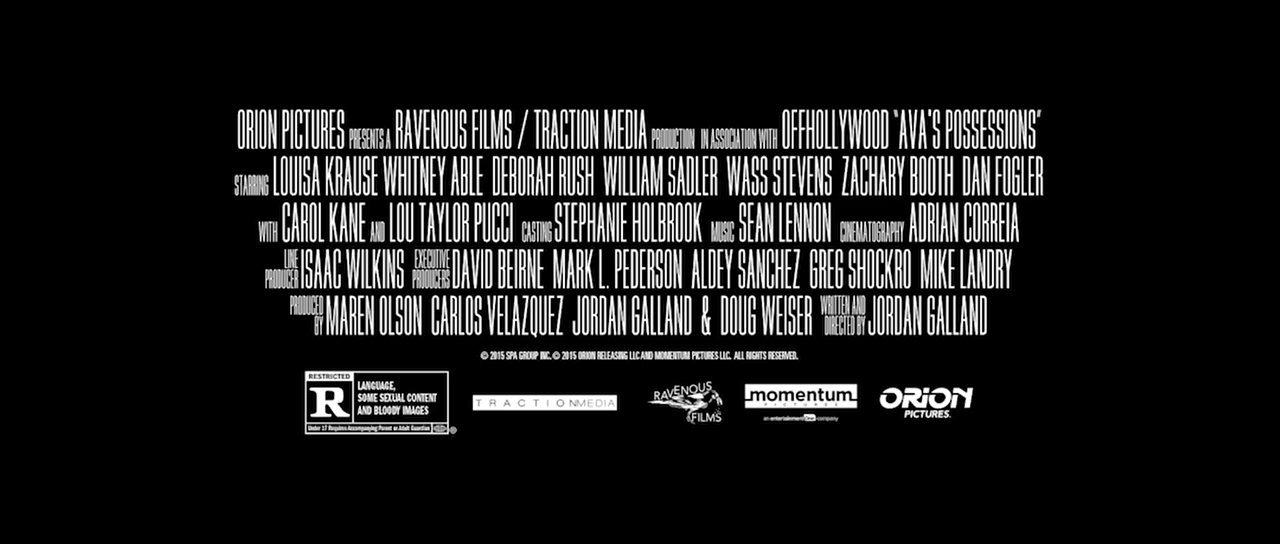 ORION PICTURES PRESENTS A RAVENOUS FILMS / TRACTION MEDIA PRODUCTION IN ASSOCIATION WITH OFFHOLLYWOOD "AVA'S POSSESSIONS"
STARRING LOUISA KRAUSE WHITNEY ABLE DEBORAH RUSH WILLIAM SADLER WASS STEVENS ZACHARY BOOTH DAN FOGLER
WITH CAROL KANE AND LOU TAYLOR PUCCI CASTING STEPHANIE HOLBROOK MUSIC SEAN LENNON CINEMATOGRAPHY ADRIAN CORREIA
LINE PRODUCER ISAAC WILKINS EXECUTIVE PRODUCERS DAVID BEIRNE MARK L. PEDERSON ALDEY SANCHEZ GREG SHOCKRO MIKE LANDRY
PRODUCED BY MAREN OLSON CARLOS VELAZQUEZ JORDAN GALLAND & DOUG WEISER WRITTEN AND DIRECTED BY JORDAN GALLAND
© 2015 SPA GROUP INC. © 2015 ORION RELEASING LLC AND MOMENTUM PICTURES LLC. ALL RIGHTS RESERVED.
RESTRICTED
R
LANGUAGE,
SOME SEXUAL CONTENT
AND BLOODY IMAGES
Under 17 Requires Accompanying Parent or Adult Guardian
®
TRACTIONMEDIA
RAVENOUS
FILMS
momentum
PICTURES
an entertainment one company
ORION
PICTURES.